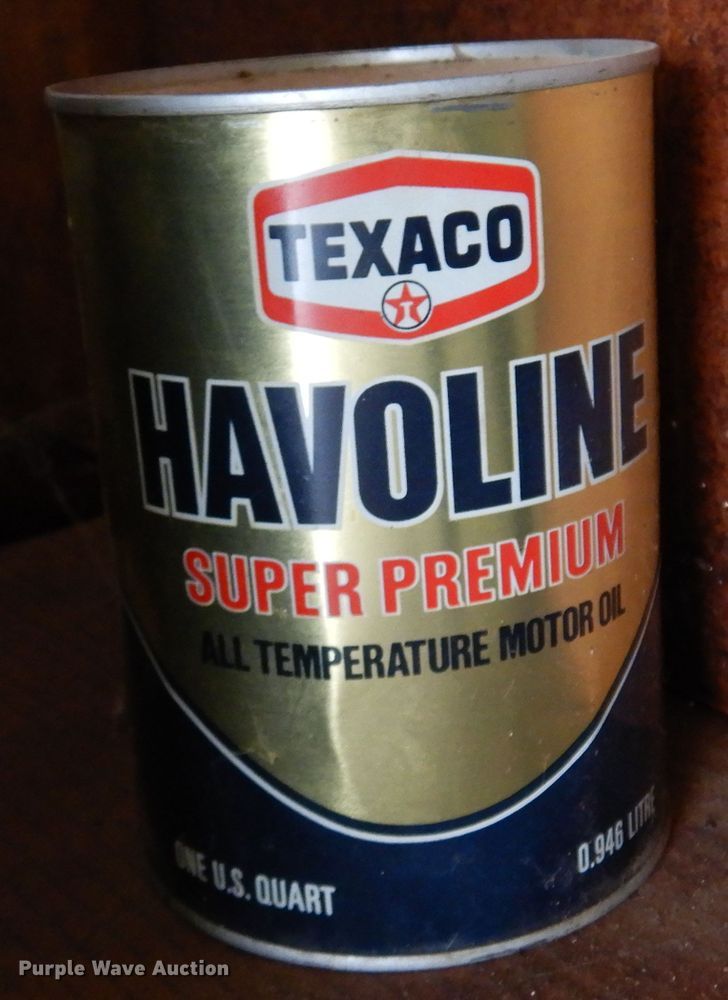 TEXACO
T
HAVOLINE
SUPER PREMIUM
ALL TEMPERATURE MOTOR OIL
ONE U.S. QUART
0.946 LITRE
Purple Wave Auction